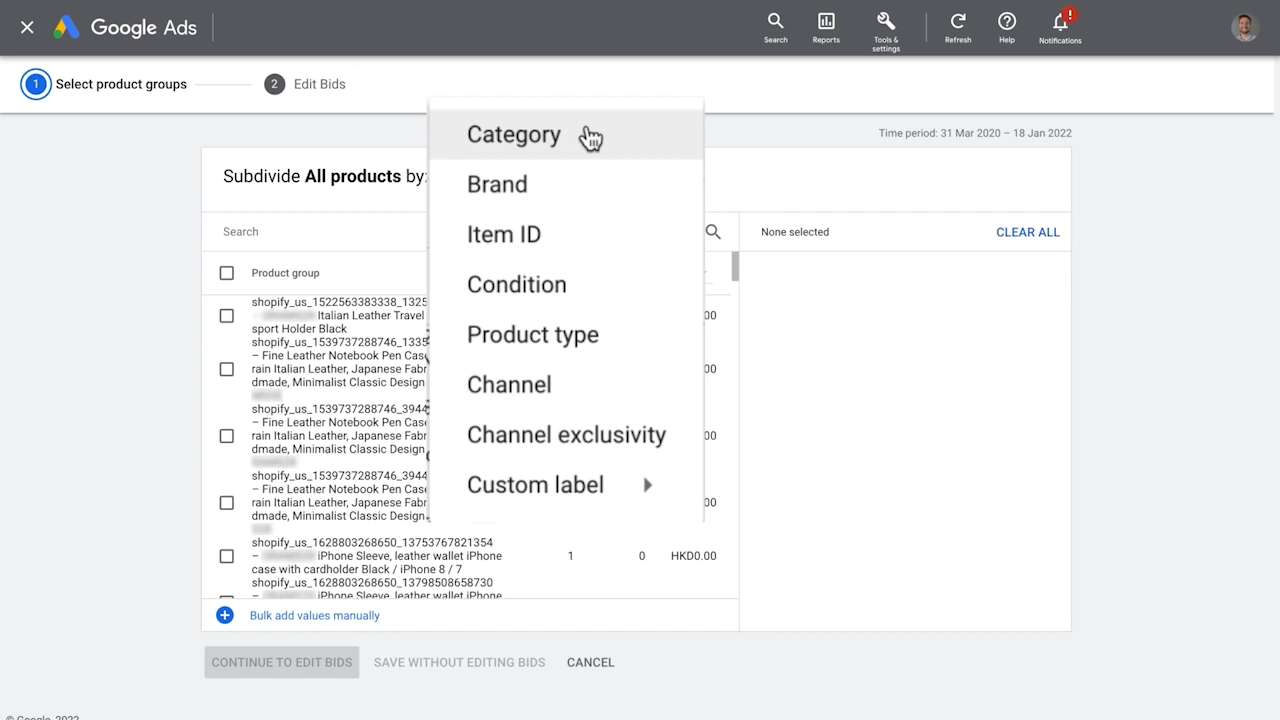 Google Ads
Search
Reports
Tools &
settings
Refresh
Help
!
Notifications
1
Select product groups
2
Edit Bids
Time period: 31 Mar 2020 – 18 Jan 2022
Subdivide All products by:
Category
Brand
Item ID
Condition
Product type
Channel
Channel exclusivity
Custom label
Search
None selected
CLEAR ALL
Product group
shopify_us_1522563383338_1325
– Italian Leather Travel
sport Holder Black
00
shopify_us_1539737288746_1335
– Fine Leather Notebook Pen Case
rain Italian Leather, Japanese Fabr
dmade, Minimalist Classic Design
00
shopify_us_1539737288746_3944
– Fine Leather Notebook Pen Case
rain Italian Leather, Japanese Fabr
dmade, Minimalist Classic Design
00
shopify_us_1539737288746_3944
– Fine Leather Notebook Pen Case
rain Italian Leather, Japanese Fabr
dmade, Minimalist Classic Design
00
shopify_us_1628803268650_13753767821354
– iPhone Sleeve, leather wallet iPhone
case with cardholder Black / iPhone 8 / 7
1 0 HKD0.00
shopify_us_1628803268650_13798508658730
– iPhone Sleeve, leather wallet iPhone
Bulk add values manually
CONTINUE TO EDIT BIDS
SAVE WITHOUT EDITING BIDS
CANCEL
© Google, 2022